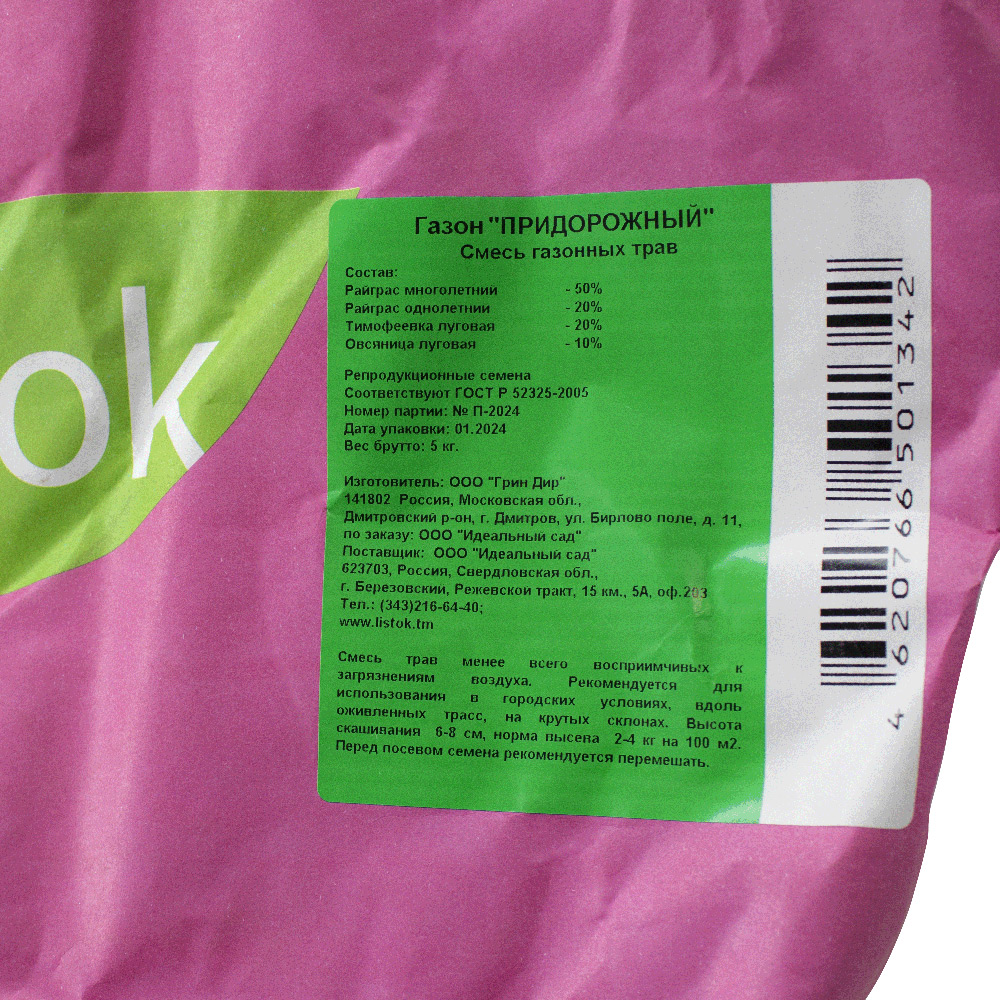 ok
Газон "ПРИДОРОЖНЫЙ"
Смесь газонных трав
Состав:
Райграс многолетний - 50%
Райграс однолетний - 20%
Тимофеевка луговая - 20%
Овсяница луговая - 10%
Репродукционные семена
Соответствуют ГОСТ Р 52325-2005
Номер партии: № П-2024
Дата упаковки: 01.2024
Вес брутто: 5 кг.
Изготовитель: ООО "Грин Дир"
141802 Россия, Московская обл.,
Дмитровский р-он, г. Дмитров, ул. Бирлово поле, д. 11,
по заказу: ООО "Идеальный сад"
Поставщик: ООО "Идеальный сад"
623703, Россия, Свердловская обл.,
г. Березовский, Режевской тракт, 15 км., 5А, оф.203
Тел.: (343)216-64-40;
www.listok.tm
Смесь трав менее всего восприимчивых к
загрязнениям воздуха. Рекомендуется для
использования в городских условиях, вдоль
оживленных трасс, на крутых склонах. Высота
скашивания 6-8 см, норма высева 2-4 кг на 100 м2.
Перед посевом семена рекомендуется перемешать.
4 620766 501342